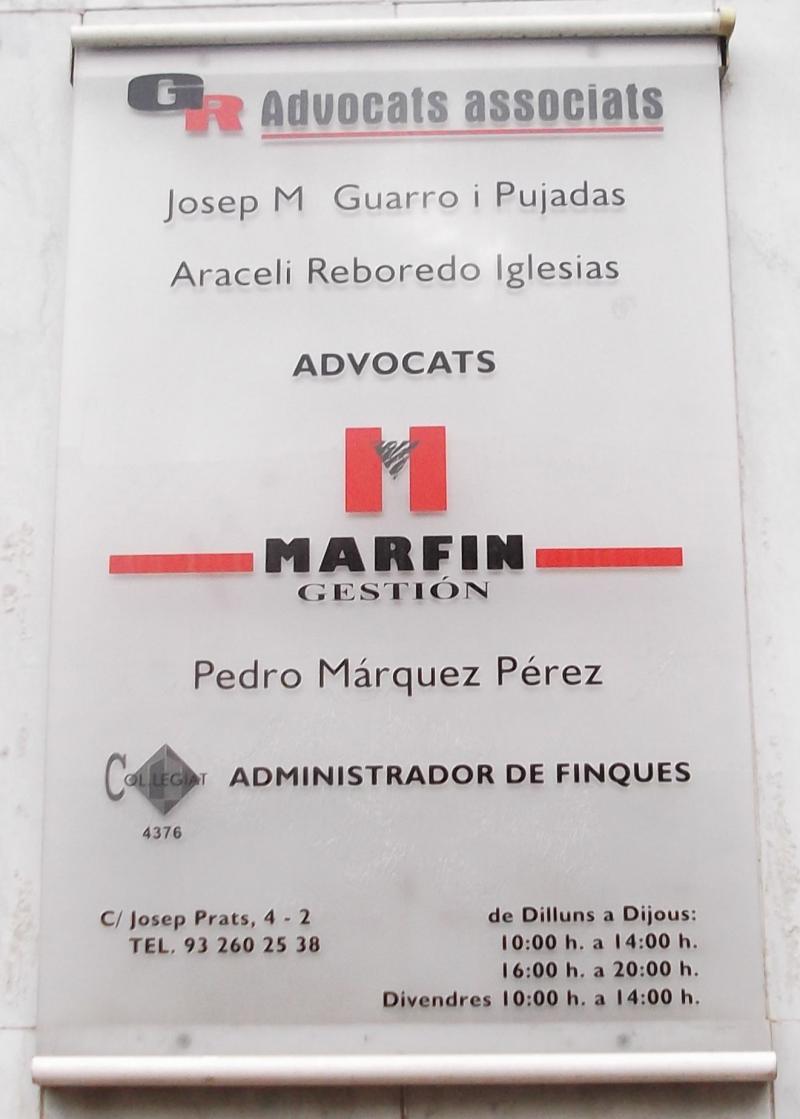 GR Advocats associats
Josep M Guarro i Pujadas
Araceli Reboredo Iglesias
ADVOCATS
M
MARFIN
GESTIÓN
Pedro Márquez Pérez
COL.LEGIAT ADMINISTRADOR DE FINQUES
4376
C/ Josep Prats, 4 - 2
TEL. 93 260 25 38
de Dilluns a Dijous:
10:00 h. a 14:00 h.
16:00 h. a 20:00 h.
Divendres 10:00 h. a 14:00 h.